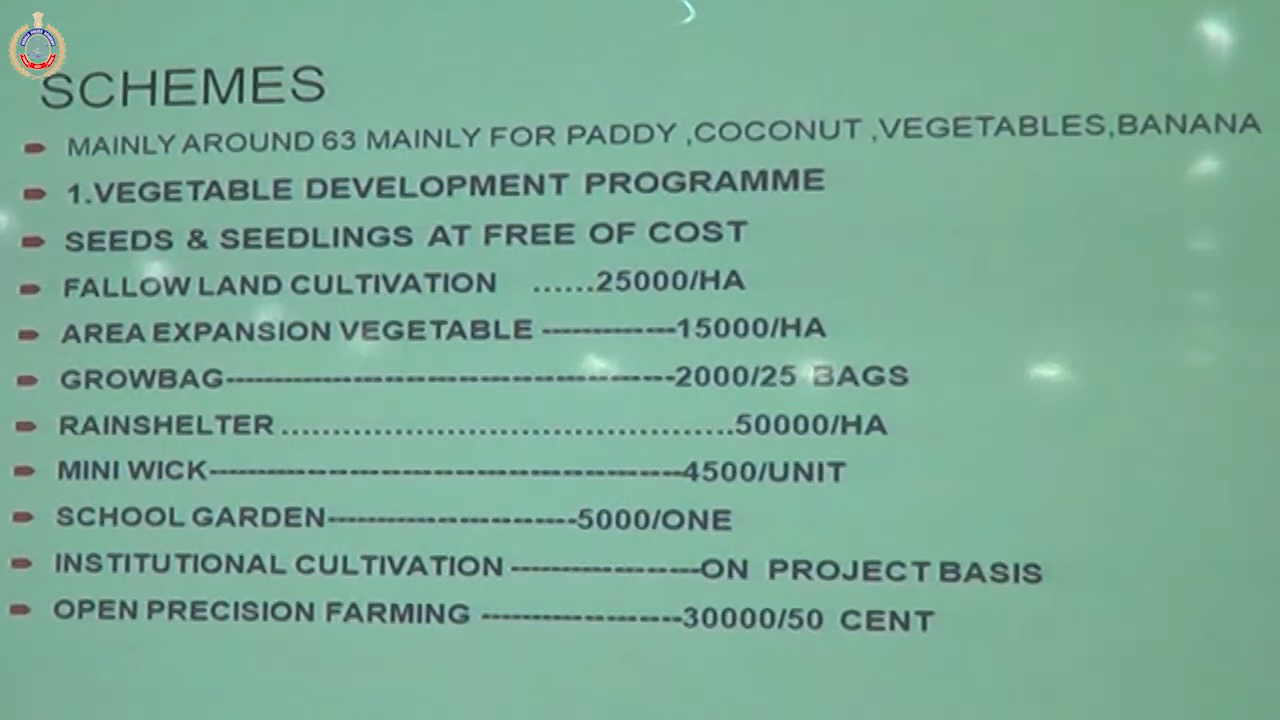 SCHEMES
MAINLY AROUND 63 MAINLY FOR PADDY ,COCONUT ,VEGETABLES,BANANA
1.VEGETABLE DEVELOPMENT PROGRAMME
SEEDS & SEEDLINGS AT FREE OF COST
FALLOW LAND CULTIVATION ......25000/HA
AREA EXPANSION VEGETABLE -------------15000/HA
GROWBAG--------------------------------------------2000/25 BAGS
RAINSHELTER.............................................50000/HA
MINI WICK-----------------------------------------------4500/UNIT
SCHOOL GARDEN-------------------------5000/ONE
INSTITUTIONAL CULTIVATION -------------------ON PROJECT BASIS
OPEN PRECISION FARMING --------------------30000/50 CENT